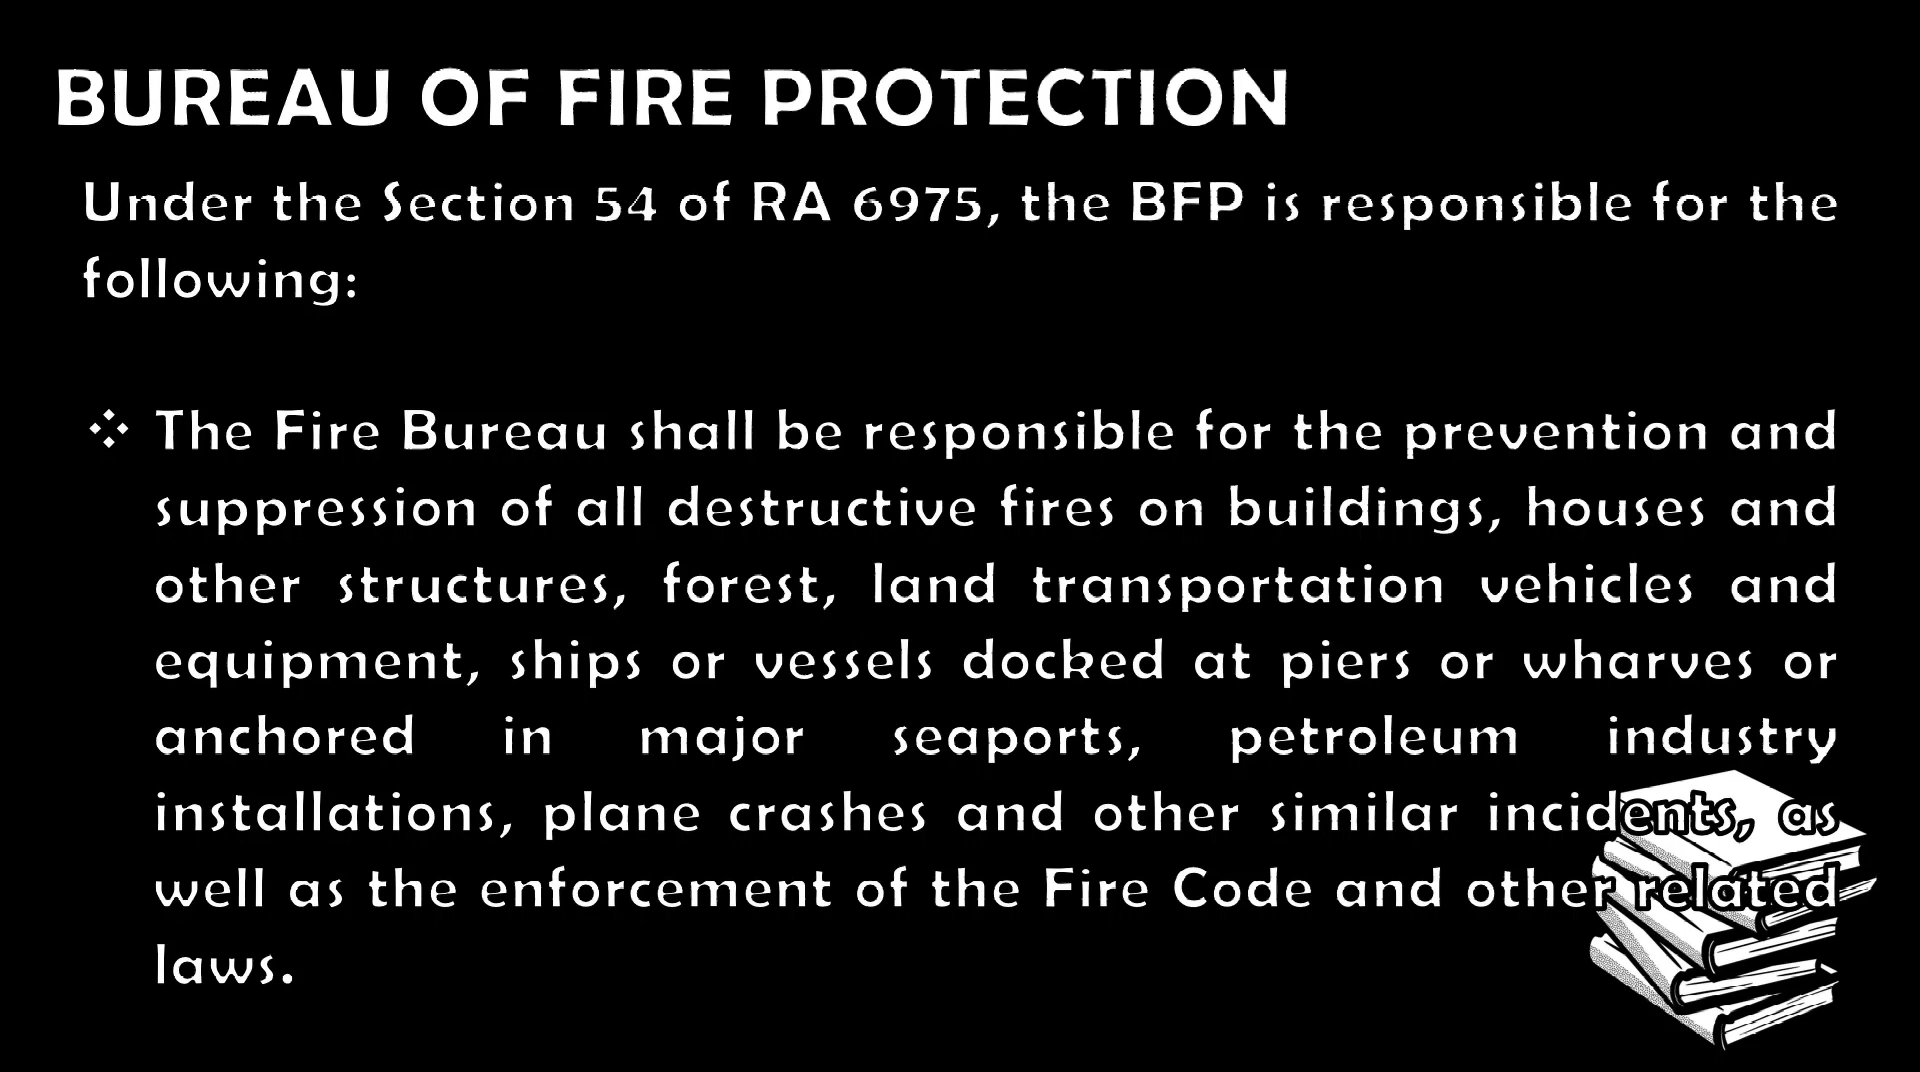 BUREAU OF FIRE PROTECTION
Under the Section 54 of RA 6975, the BFP is responsible for the
following:
❖ The Fire Bureau shall be responsible for the prevention and
suppression of all destructive fires on buildings, houses and
other structures, forest, land transportation vehicles and
equipment, ships or vessels docked at piers or wharves or
anchored in major seaports, petroleum industry
installations, plane crashes and other similar incidents, as
well as the enforcement of the Fire Code and other related
laws.